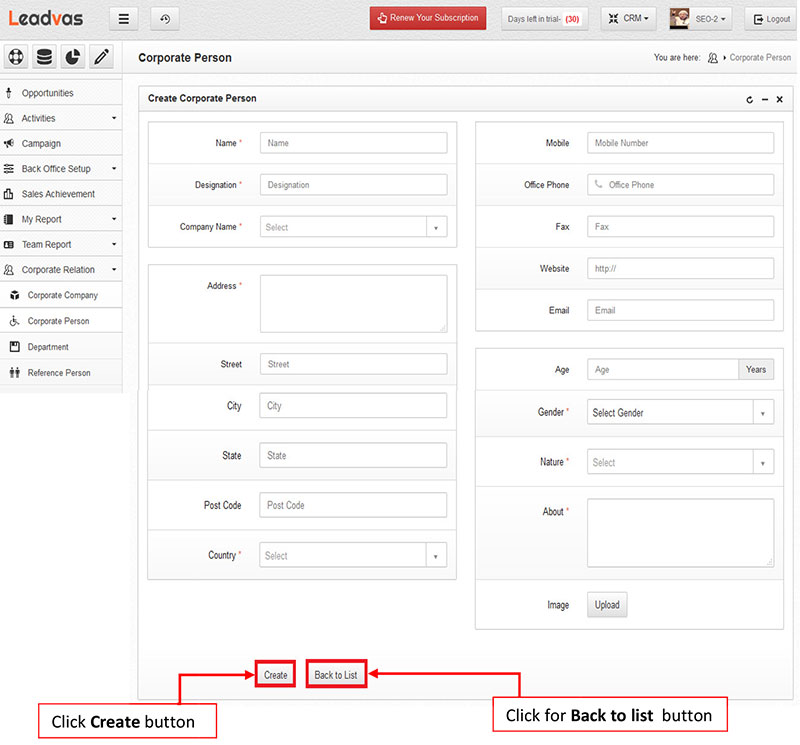 Leadvas
Renew Your Subscription
Days left in trial- (30)
CRM
SEO-2
Logout
Corporate Person
You are here: Corporate Person
Opportunities
Activities
Campaign
Back Office Setup
Sales Achievement
My Report
Team Report
Corporate Relation
Corporate Company
Corporate Person
Department
Reference Person
Create Corporate Person
Name * Name
Designation * Designation
Company Name * Select
Address *
Street Street
City City
State State
Post Code Post Code
Country * Select
Mobile Mobile Number
Office Phone Office Phone
Fax Fax
Website http://
Email Email
Age Age Years
Gender * Select Gender
Nature * Select
About *
Image Upload
Create Back to List
Click Create button
Click for Back to list button